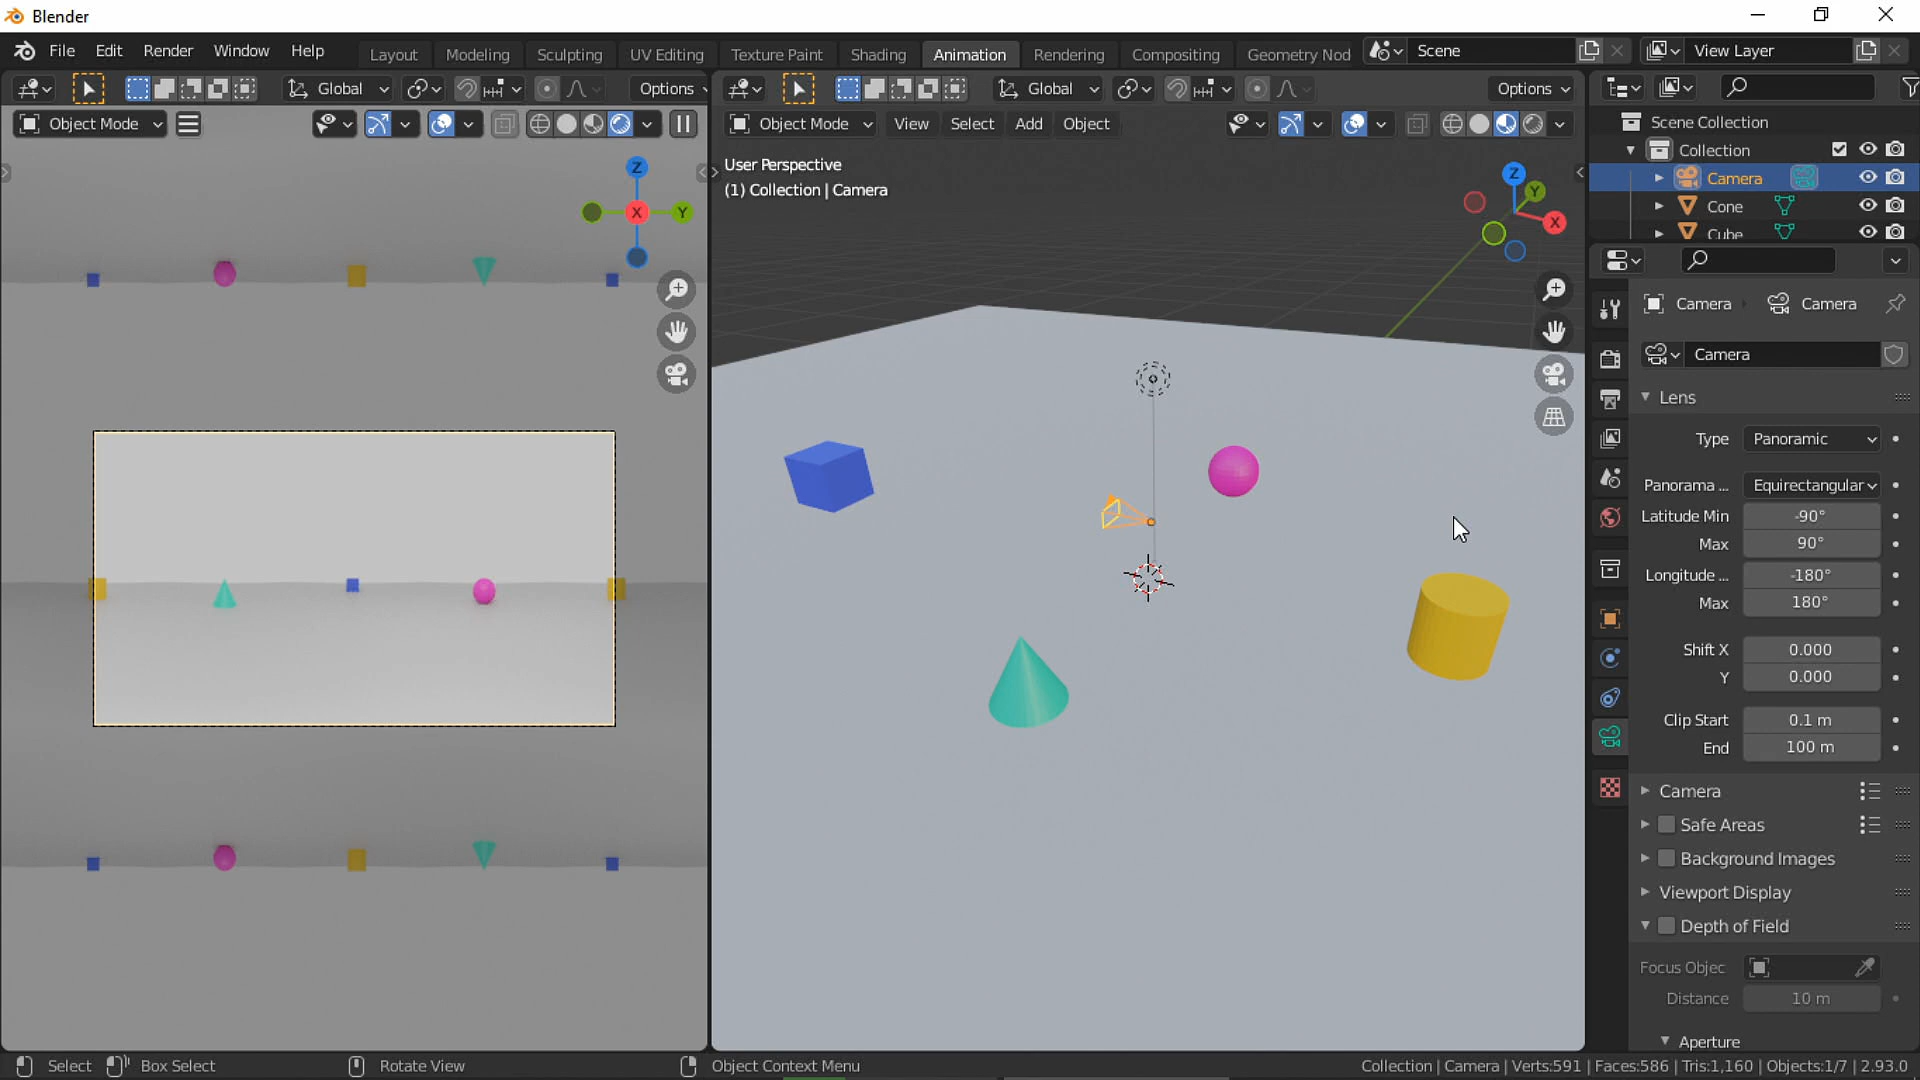 Blender
File Edit Render Window Help Layout Modeling Sculpting UV Editing Texture Paint Shading Animation Rendering Compositing Geometry Nod Scene View Layer
Global Options Global Options
Object Mode Object Mode View Select Add Object
User Perspective
(1) Collection | Camera
Z
Y
X
Z
Y
X
Scene Collection
Collection
Camera
Cone
Cube
Camera Camera
Camera
Lens
Type Panoramic
Panorama ... Equirectangular
Latitude Min -90°
Max 90°
Longitude ... -180°
Max 180°
Shift X 0.000
Y 0.000
Clip Start 0.1 m
End 100 m
Camera
Safe Areas
Background Images
Viewport Display
Depth of Field
Focus Objec
Distance 10 m
Aperture
Select Box Select Rotate View Object Context Menu Collection | Camera | Verts:591 | Faces:586 | Tris:1,160 | Objects:1/7 | 2.93.0